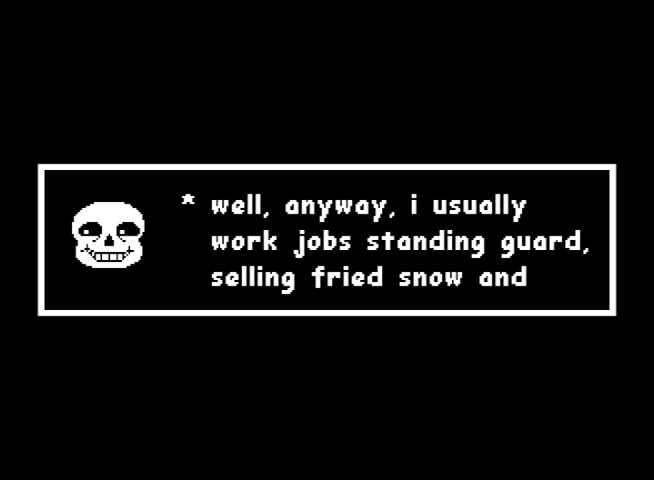 * well, anyway, i usually
work jobs standing guard,
selling fried snow and